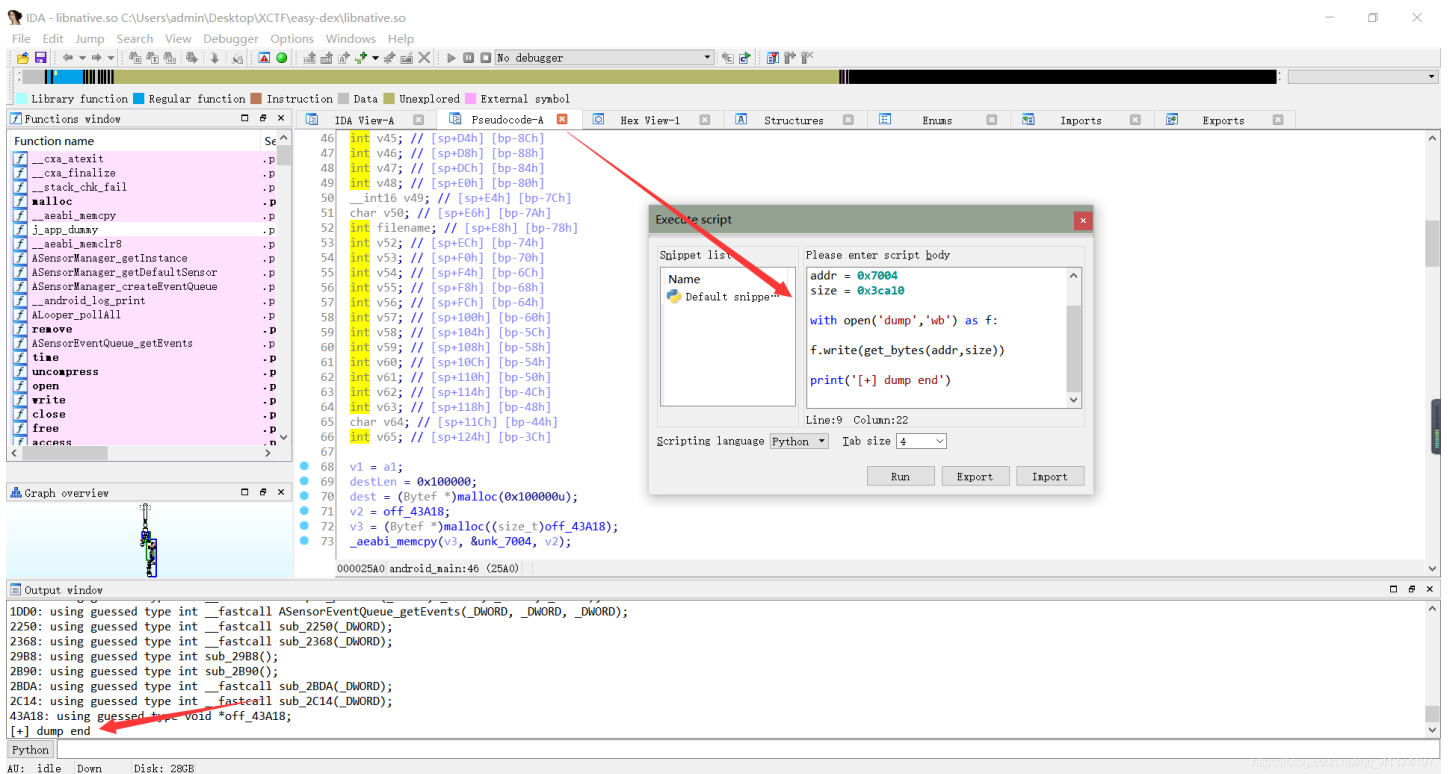 IDA - libnative.so C:\Users\admin\Desktop\XCTF\easy-dex\libnative.so
File Edit Jump Search View Debugger Options Windows Help
No debugger
Library function Regular function Instruction Data Unexplored External symbol
Functions window
IDA View-A Pseudocode-A Hex View-1 Structures Enums Imports Exports
Function name Se
__cxa_atexit .p
__cxa_finalize .p
__stack_chk_fail .p
malloc .p
__aeabi_memcpy .p
j_app_dummy .p
__aeabi_memclr8 .p
ASensorManager_getInstance .p
ASensorManager_getDefaultSensor .p
ASensorManager_createEventQueue .p
__android_log_print .p
ALooper_pollAll .p
remove .p
ASensorEventQueue_getEvents .p
time .p
uncompress .p
open .p
write .p
close .p
free .p
access .p
Graph overview
46 int v45; // [sp+D4h] [bp-8Ch]
47 int v46; // [sp+D8h] [bp-88h]
48 int v47; // [sp+DCh] [bp-84h]
49 int v48; // [sp+E0h] [bp-80h]
50 __int16 v49; // [sp+E4h] [bp-7Ch]
51 char v50; // [sp+E6h] [bp-7Ah]
52 int filename; // [sp+E8h] [bp-78h]
53 int v52; // [sp+ECh] [bp-74h]
54 int v53; // [sp+F0h] [bp-70h]
55 int v54; // [sp+F4h] [bp-6Ch]
56 int v55; // [sp+F8h] [bp-68h]
57 int v56; // [sp+FCh] [bp-64h]
58 int v57; // [sp+100h] [bp-60h]
59 int v58; // [sp+104h] [bp-5Ch]
60 int v59; // [sp+108h] [bp-58h]
61 int v60; // [sp+10Ch] [bp-54h]
62 int v61; // [sp+110h] [bp-50h]
63 int v62; // [sp+114h] [bp-4Ch]
64 int v63; // [sp+118h] [bp-48h]
65 char v64; // [sp+11Ch] [bp-44h]
66 int v65; // [sp+124h] [bp-3Ch]
67
68 v1 = a1;
69 destLen = 0x100000;
70 dest = (Bytef *)malloc(0x100000u);
71 v2 = off_43A18;
72 v3 = (Bytef *)malloc((size_t)off_43A18);
73 _aeabi_memcpy(v3, &unk_7004, v2);
000025A0 android_main:46 (25A0)
Execute script
Snippet list
Name
Default snippe…
Please enter script body
addr = 0x7004
size = 0x3ca10
with open('dump','wb') as f:
f.write(get_bytes(addr,size))
print('[+] dump end')
Line:9 Column:22
Scripting language Python Tab size 4
Run Export Import
Output window
1DD0: using guessed type int __fastcall ASensorEventQueue_getEvents(_DWORD, _DWORD, _DWORD);
2250: using guessed type int __fastcall sub_2250(_DWORD);
2368: using guessed type int __fastcall sub_2368(_DWORD);
29B8: using guessed type int sub_29B8();
2B90: using guessed type int sub_2B90();
2BDA: using guessed type int __fastcall sub_2BDA(_DWORD);
2C14: using guessed type int __fastcall sub_2C14(_DWORD);
43A18: using guessed type void *off_43A18;
[+] dump end
Python
AU: idle Down Disk: 28GB